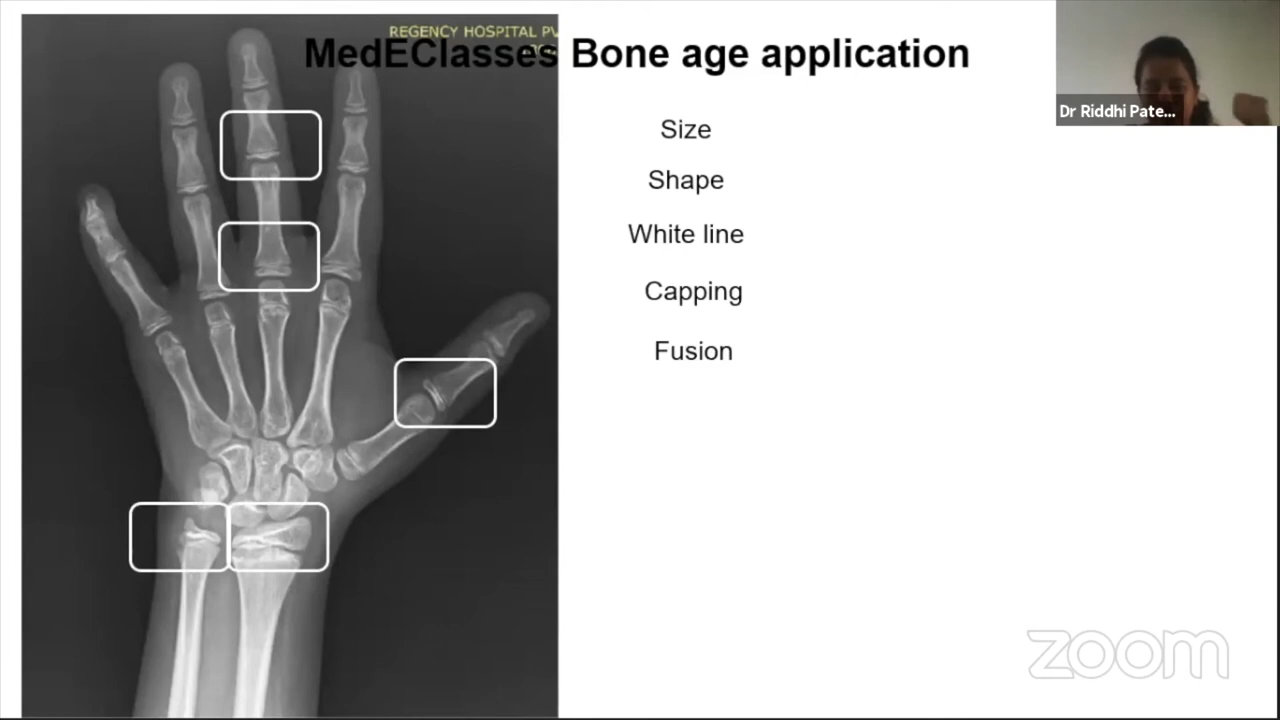 REGENCY HOSPITAL PV
MedEClasses Bone age application
Dr Riddhi Pate...
Size
Shape
White line
Capping
Fusion
zoom